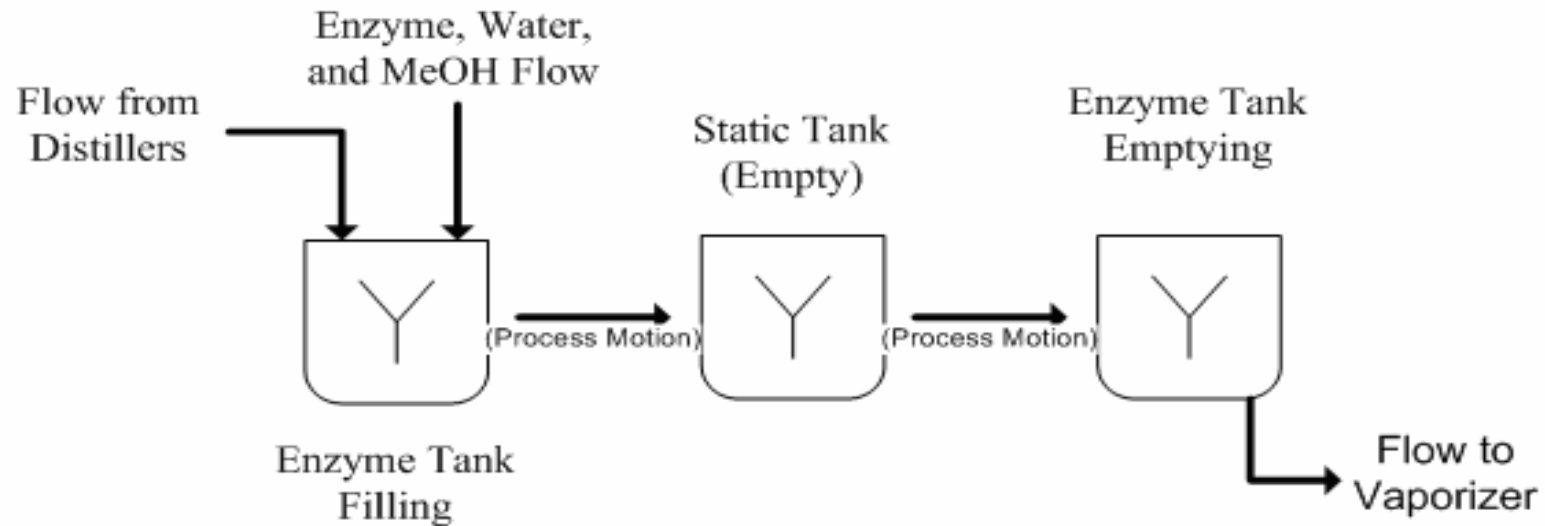 Enzyme, Water,
and MeOH Flow
Flow from
Distillers
Static Tank
(Empty)
Enzyme Tank
Emptying
(Process Motion)
(Process Motion)
Enzyme Tank
Filling
Flow to
Vaporizer